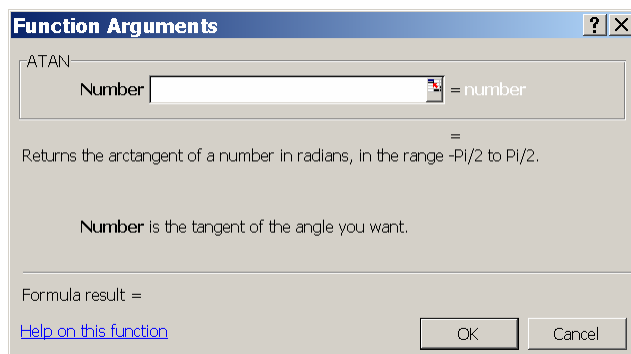 Function Arguments
ATAN
Number = number
=
Returns the arctangent of a number in radians, in the range -Pi/2 to Pi/2.
Number is the tangent of the angle you want.
Formula result =
Help on this function
OK Cancel